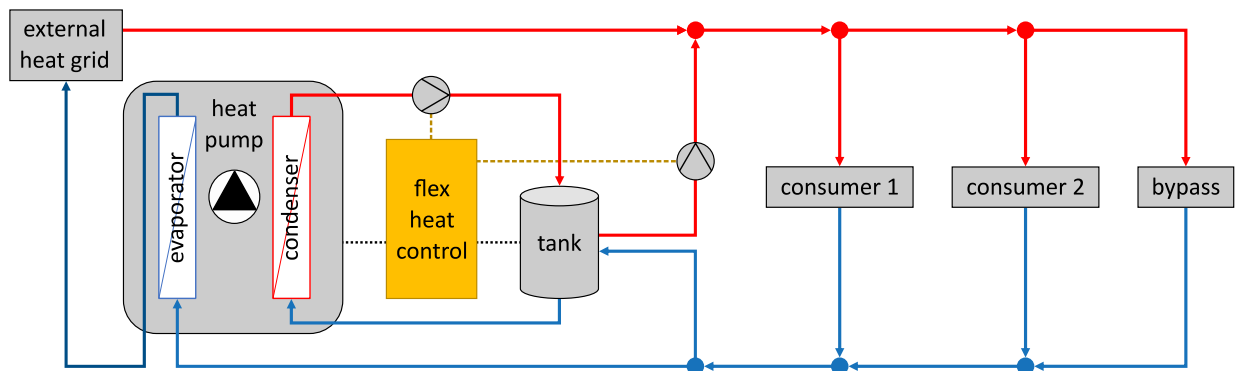 external
heat grid
heat
pump
evaporator
condenser
flex
heat
control
tank
consumer 1
consumer 2
bypass